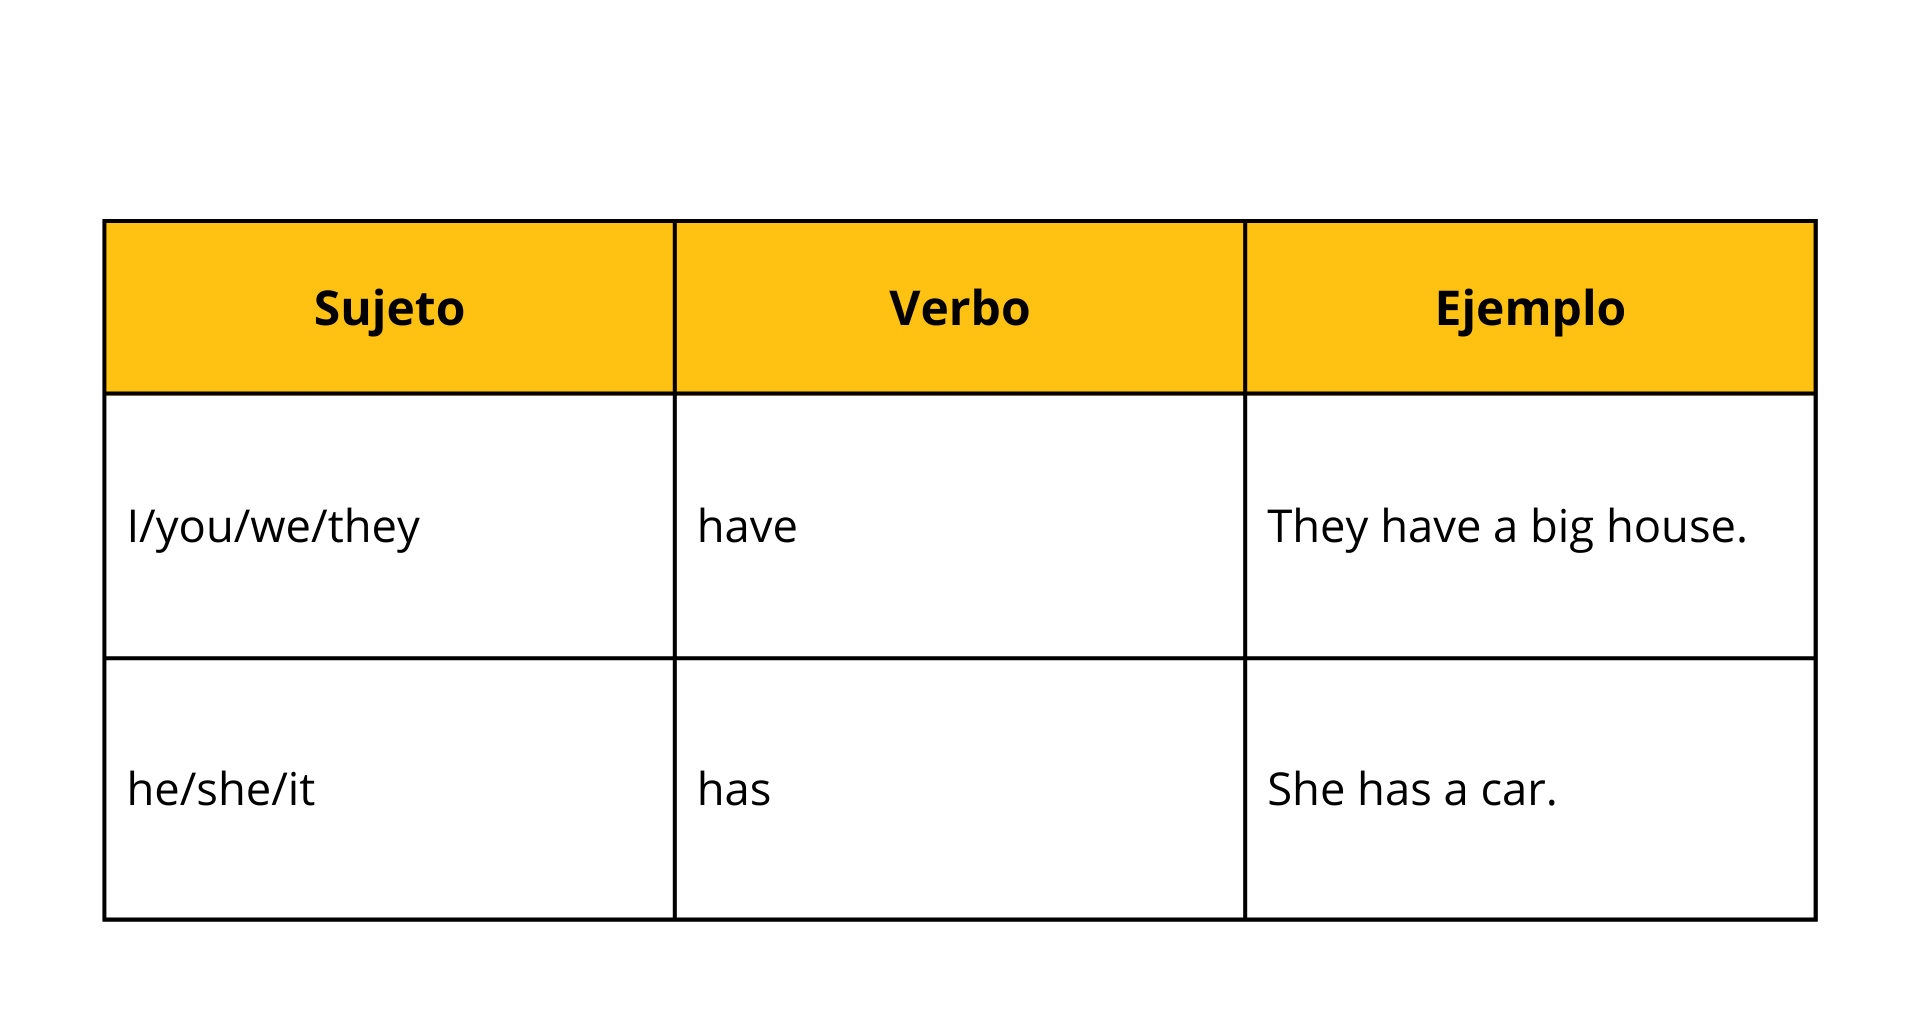 Sujeto Verbo Ejemplo
I/you/we/they have They have a big house.
he/she/it has She has a car.